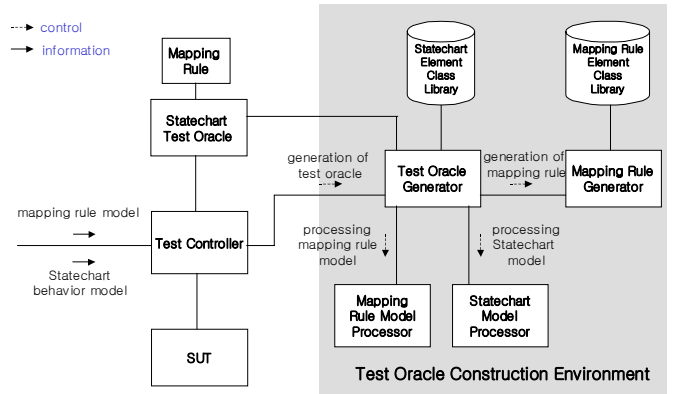 control
information
Mapping
Rule
Statechart
Test Oracle
Statechart
Element
Class
Library
Mapping Rule
Element
Class
Library
generation of
test oracle
Test Oracle
Generator
generation of
mapping rule
Mapping Rule
Generator
mapping rule model
Statechart
behavior model
Test Controller
processing
mapping rule
model
processing
Statechart
model
Mapping
Rule Model
Processor
Statechart
Model
Processor
SUT
Test Oracle Construction Environment